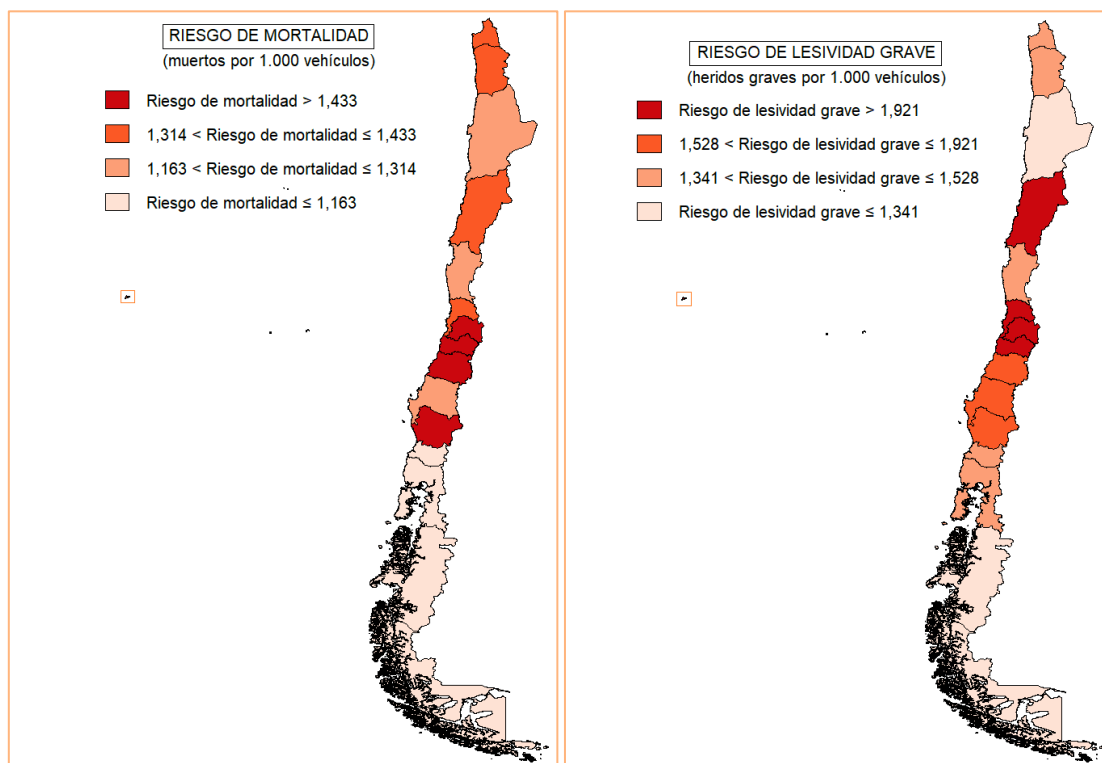 RIESGO DE MORTALIDAD
(muertos por 1.000 vehículos)
Riesgo de mortalidad > 1,433
1,314 < Riesgo de mortalidad ≤ 1,433
1,163 < Riesgo de mortalidad ≤ 1,314
Riesgo de mortalidad ≤ 1,163
RIESGO DE LESIVIDAD GRAVE
(heridos graves por 1.000 vehículos)
Riesgo de lesividad grave > 1,921
1,528 < Riesgo de lesividad grave ≤ 1,921
1,341 < Riesgo de lesividad grave ≤ 1,528
Riesgo de lesividad grave ≤ 1,341